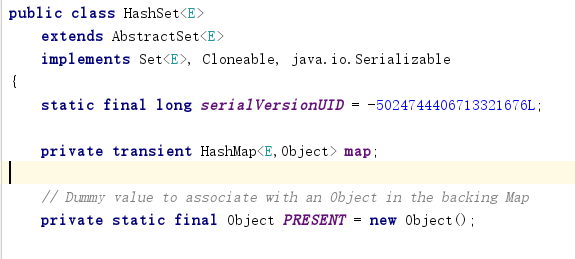 public class HashSet<E>
    extends AbstractSet<E>
    implements Set<E>, Cloneable, java.io.Serializable
{
    static final long serialVersionUID = -5024744406713321676L;
    private transient HashMap<E,Object> map;
    // Dummy value to associate with an Object in the backing Map
    private static final Object PRESENT = new Object();